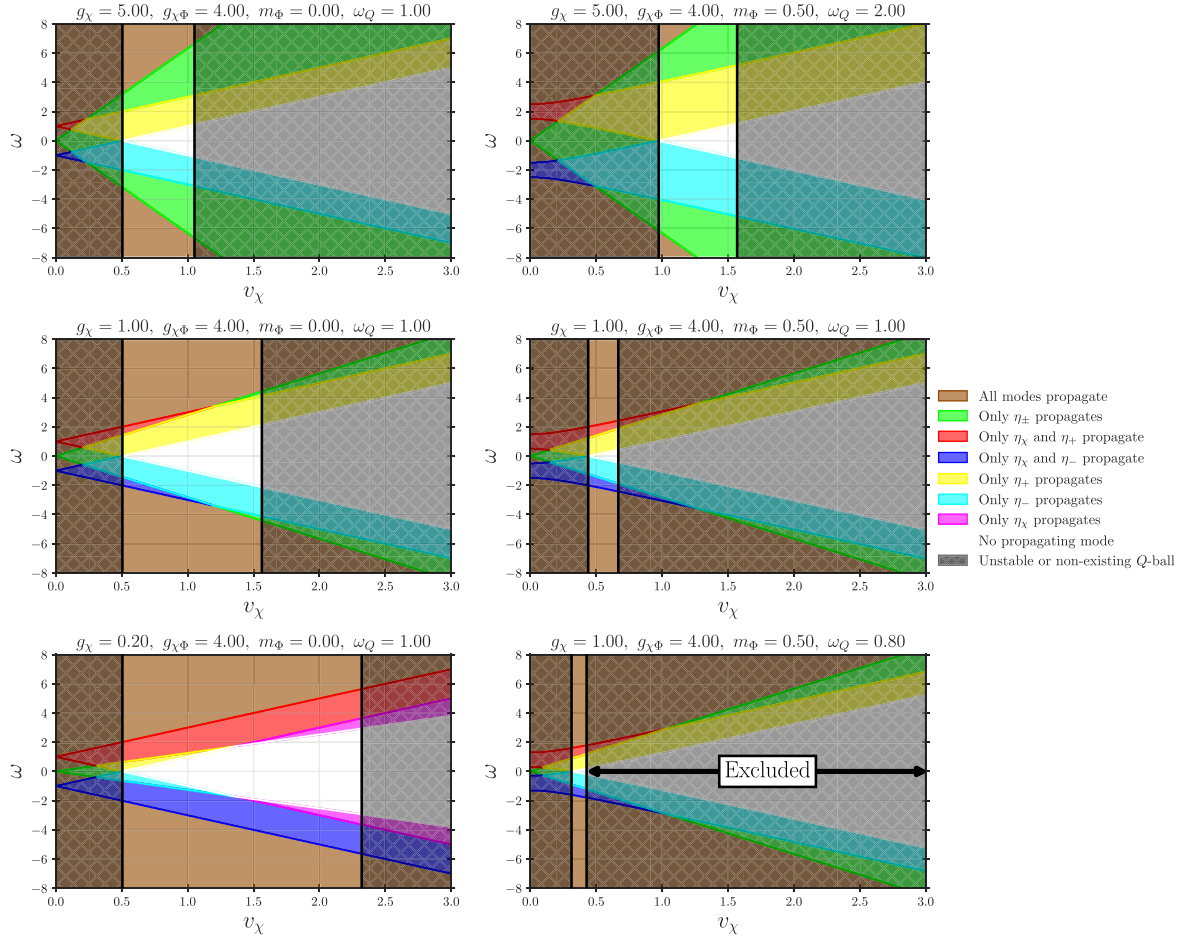 g_χ = 5.00, g_χΦ = 4.00, m_Φ = 0.00, ω_Q = 1.00
8
6
4
2
0
−2
−4
−6
−8
ω
0.0 0.5 1.0 1.5 2.0 2.5 3.0
v_χ
g_χ = 5.00, g_χΦ = 4.00, m_Φ = 0.50, ω_Q = 2.00
8
6
4
2
0
−2
−4
−6
−8
ω
0.0 0.5 1.0 1.5 2.0 2.5 3.0
v_χ
g_χ = 1.00, g_χΦ = 4.00, m_Φ = 0.00, ω_Q = 1.00
8
6
4
2
0
−2
−4
−6
−8
ω
0.0 0.5 1.0 1.5 2.0 2.5 3.0
v_χ
g_χ = 1.00, g_χΦ = 4.00, m_Φ = 0.50, ω_Q = 1.00
8
6
4
2
0
−2
−4
−6
−8
ω
0.0 0.5 1.0 1.5 2.0 2.5 3.0
v_χ
All modes propagate
Only η_± propagates
Only η_χ and η_+ propagate
Only η_χ and η_− propagate
Only η_+ propagates
Only η_− propagates
Only η_χ propagates
No propagating mode
Unstable or non-existing Q-ball
g_χ = 0.20, g_χΦ = 4.00, m_Φ = 0.00, ω_Q = 1.00
8
6
4
2
0
−2
−4
−6
−8
ω
0.0 0.5 1.0 1.5 2.0 2.5 3.0
v_χ
g_χ = 1.00, g_χΦ = 4.00, m_Φ = 0.50, ω_Q = 0.80
8
6
4
2
0
−2
−4
−6
−8
ω
Excluded
0.0 0.5 1.0 1.5 2.0 2.5 3.0
v_χ